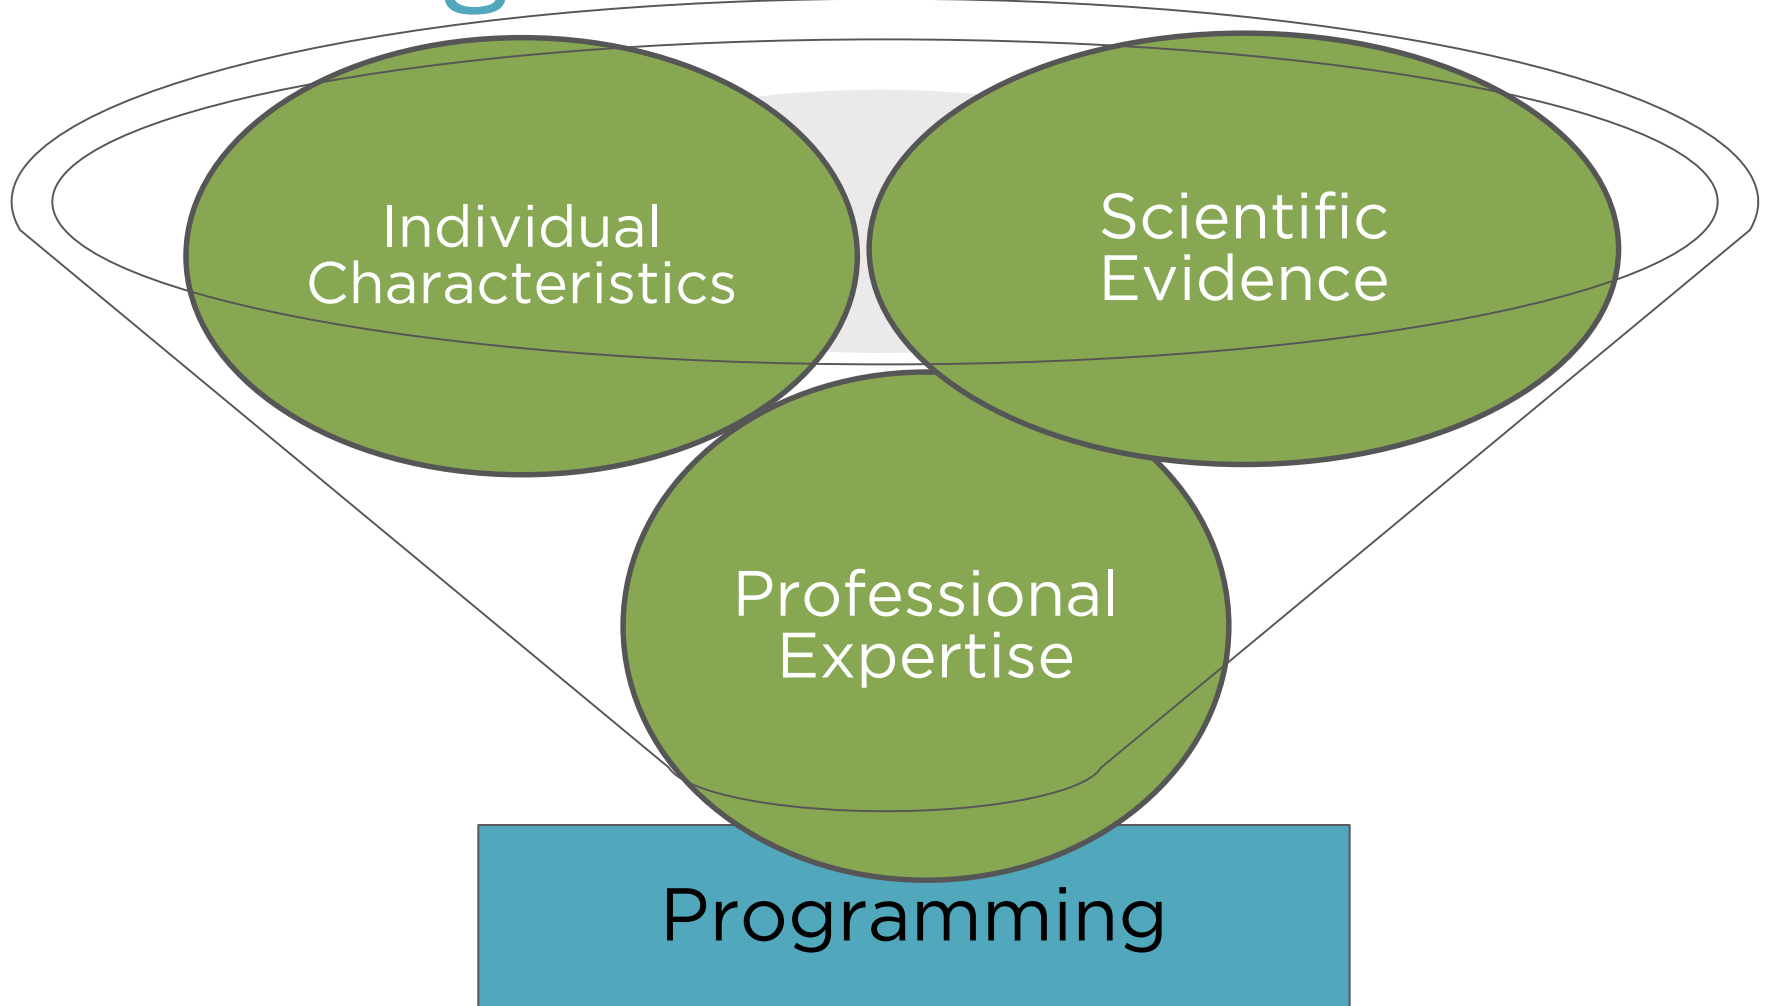 Individual
Characteristics
Scientific
Evidence
Professional
Expertise
Programming